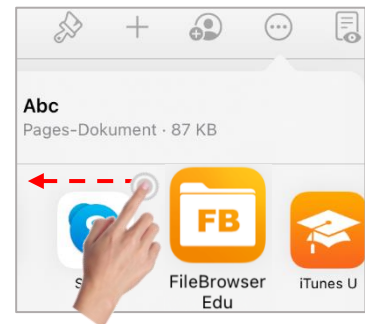 Abc
Pages-Dokument · 87 KB
FB
FileBrowser
Edu
iTunes U